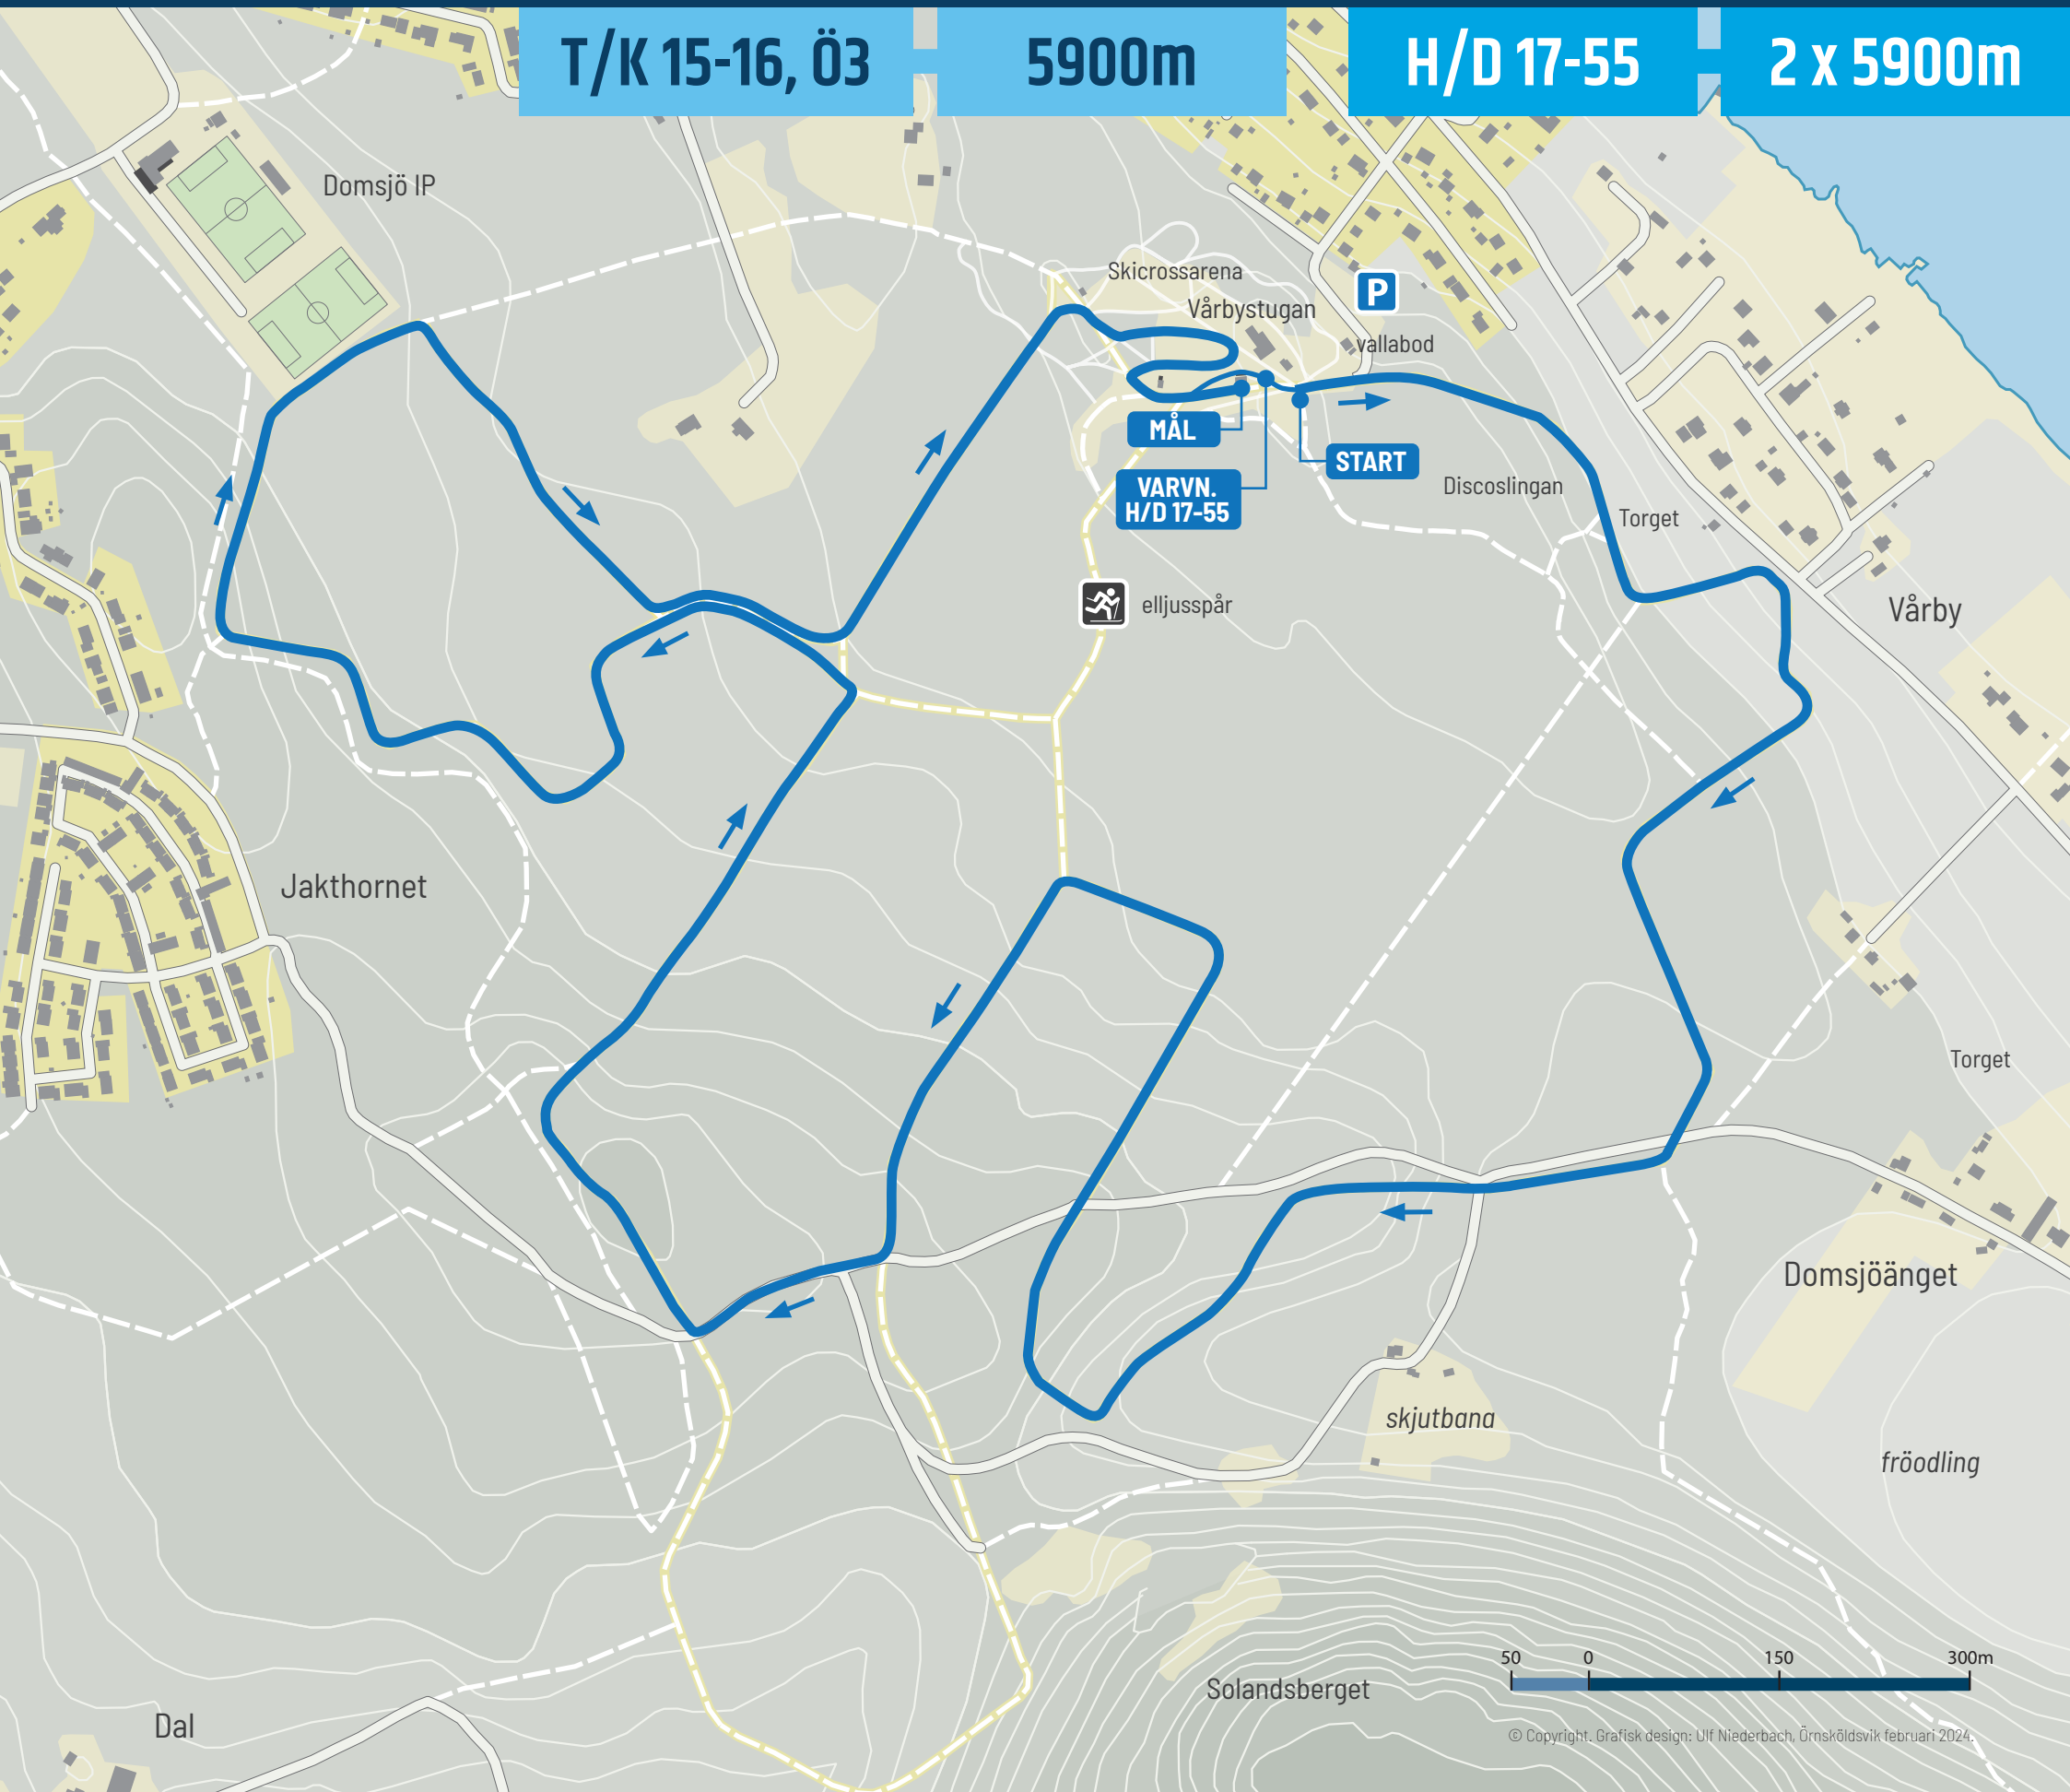 T/K 15-16, Ö3
5900m
H/D 17-55
2 x 5900m
Domsjö IP
Skicrossarena
Vårbystugan
P
vallabod
MÅL
START
VARVN.
H/D 17-55
Discoslingan
Torget
elljusspår
Vårby
Jakthornet
Torget
Domsjöänget
skjutbana
fröodling
Solandsberget
Dal
50 0 150 300m
© Copyright. Grafisk design: Ulf Niederbach, Örnsköldsvik februari 2024.